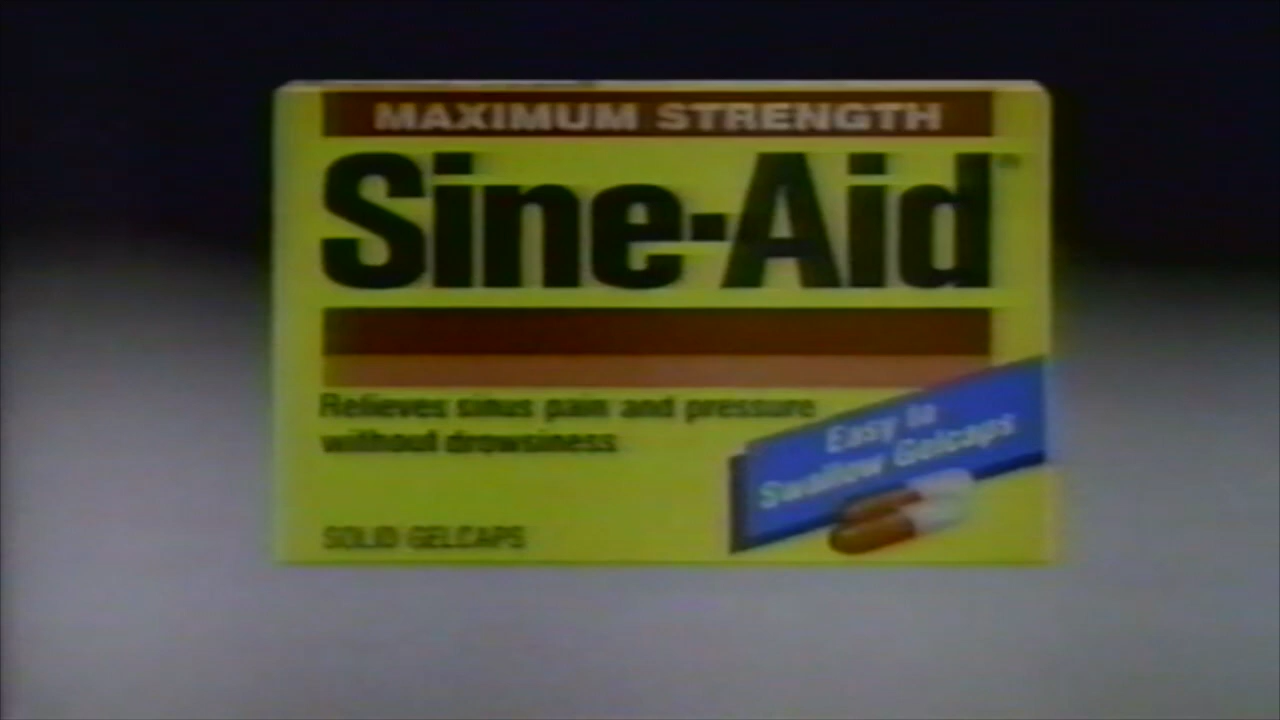 MAXIMUM STRENGTH
Sine-Aid
Relieves sinus pain and pressure
without drowsiness
Easy to
Swallow Gelcaps
SOLID GELCAPS